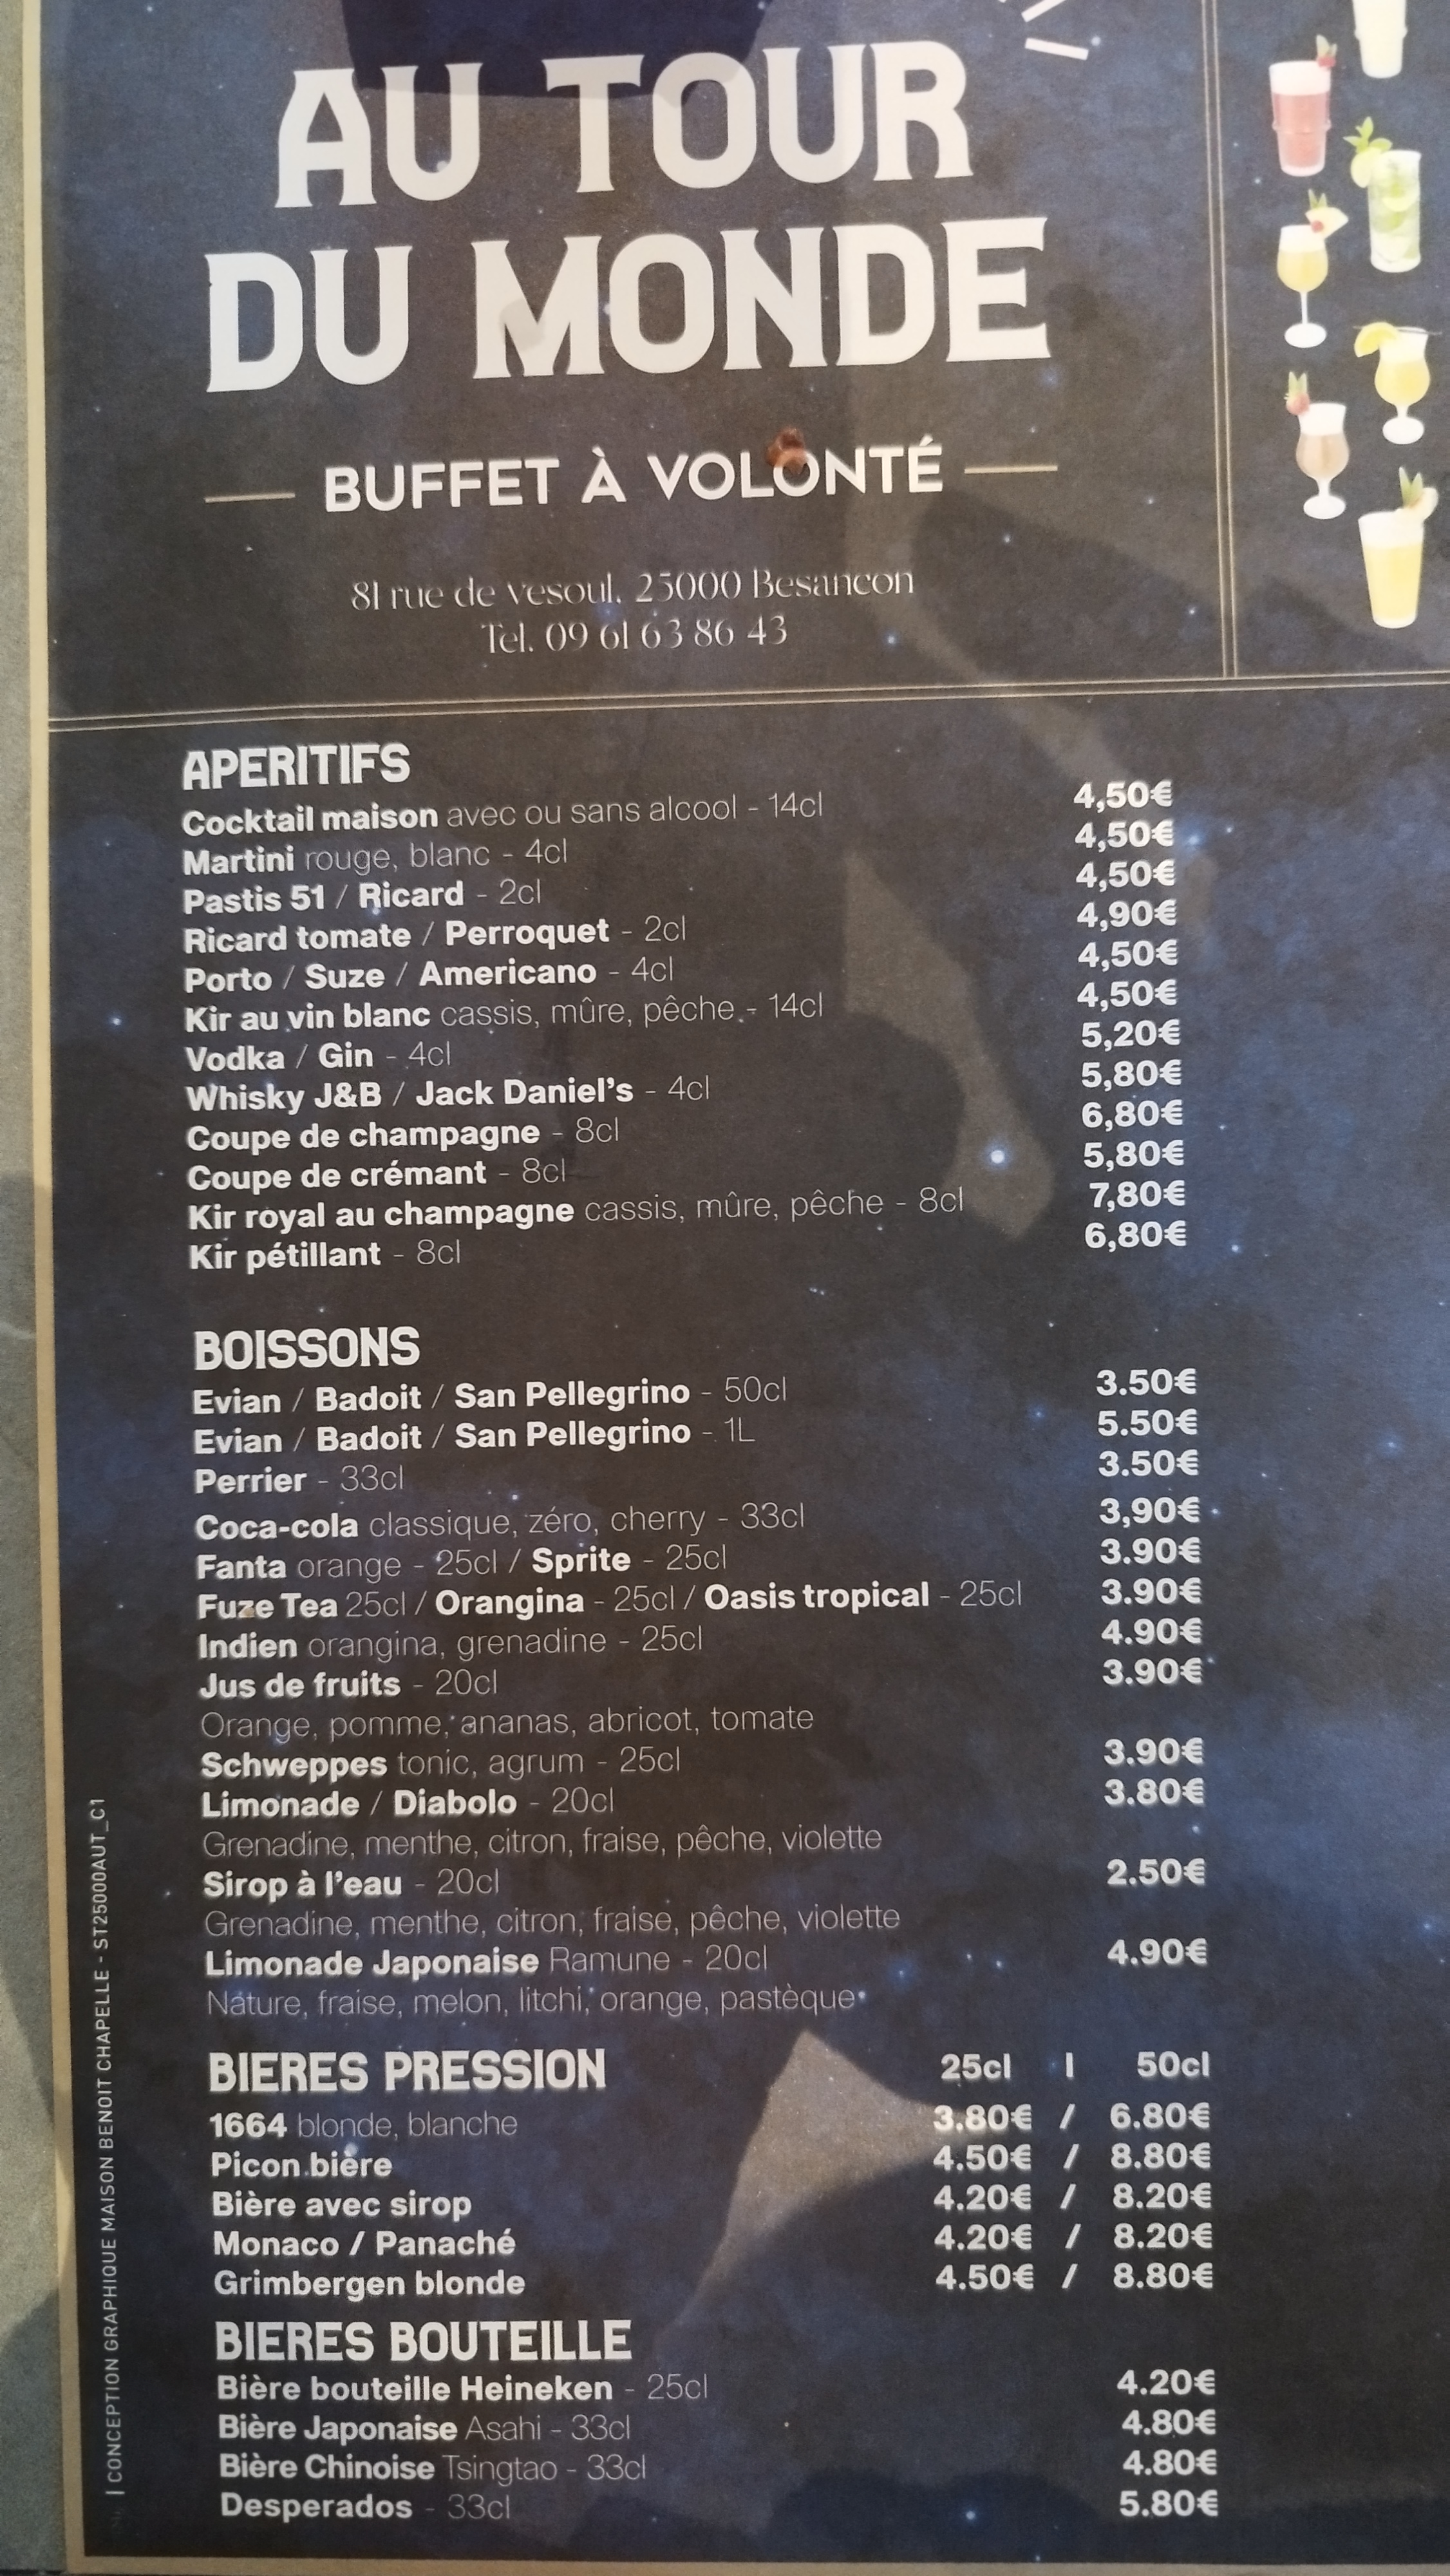 AU TOUR
DU MONDE
BUFFET À VOLONTÉ
81 rue de vesoul, 25000 Besancon
Tel. 09 61 63 86 43
APERITIFS
Cocktail maison avec ou sans alcool - 14cl 4,50€
Martini rouge, blanc - 4cl 4,50€
Pastis 51 / Ricard - 2cl 4,50€
Ricard tomate / Perroquet - 2cl 4,90€
Porto / Suze / Americano - 4cl 4,50€
Kir au vin blanc cassis, mûre, pêche - 14cl 4,50€
Vodka / Gin - 4cl 5,20€
Whisky J&B / Jack Daniel's - 4cl 5,80€
Coupe de champagne - 8cl 6,80€
Coupe de crémant - 8cl 5,80€
Kir royal au champagne cassis, mûre, pêche - 8cl 7,80€
Kir pétillant - 8cl 6,80€
BOISSONS
Evian / Badoit / San Pellegrino - 50cl 3.50€
Evian / Badoit / San Pellegrino - 1L 5.50€
Perrier - 33cl 3.50€
Coca-cola classique, zéro, cherry - 33cl 3,90€
Fanta orange - 25cl / Sprite - 25cl 3.90€
Fuze Tea 25cl / Orangina - 25cl / Oasis tropical - 25cl 3.90€
Indien orangina, grenadine - 25cl 4.90€
Jus de fruits - 20cl 3.90€
Orange, pomme, ananas, abricot, tomate
Schweppes tonic, agrum - 25cl 3.90€
Limonade / Diabolo - 20cl 3.80€
Grenadine, menthe, citron, fraise, pêche, violette
Sirop à l'eau - 20cl 2.50€
Grenadine, menthe, citron, fraise, pêche, violette
Limonade Japonaise Ramune - 20cl 4.90€
Nature, fraise, melon, litchi, orange, pastèque
BIERES PRESSION 25cl | 50cl
1664 blonde, blanche 3.80€ / 6.80€
Picon bière 4.50€ / 8.80€
Bière avec sirop 4.20€ / 8.20€
Monaco / Panaché 4.20€ / 8.20€
Grimbergen blonde 4.50€ / 8.80€
BIERES BOUTEILLE
Bière bouteille Heineken - 25cl 4.20€
Bière Japonaise Asahi - 33cl 4.80€
Bière Chinoise Tsingtao - 33cl 4.80€
Desperados - 33cl 5.80€
| CONCEPTION GRAPHIQUE MAISON BENOIT CHAPELLE - ST25000AUT_C1